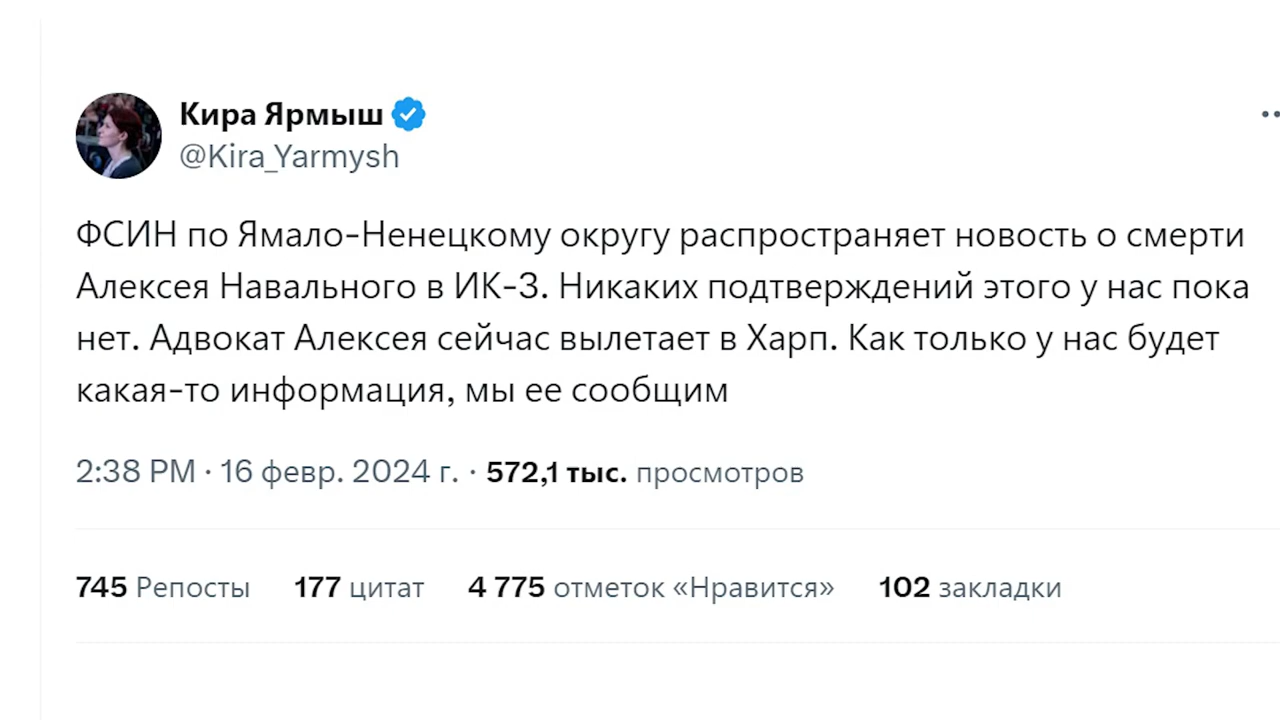 Кира Ярмыш
@Kira_Yarmysh
ФСИН по Ямало-Ненецкому округу распространяет новость о смерти
Алексея Навального в ИК-3. Никаких подтверждений этого у нас пока
нет. Адвокат Алексея сейчас вылетает в Харп. Как только у нас будет
какая-то информация, мы ее сообщим
2:38 PM · 16 февр. 2024 г. · 572,1 тыс. просмотров
745 Репосты 177 цитат 4 775 отметок «Нравится» 102 закладки